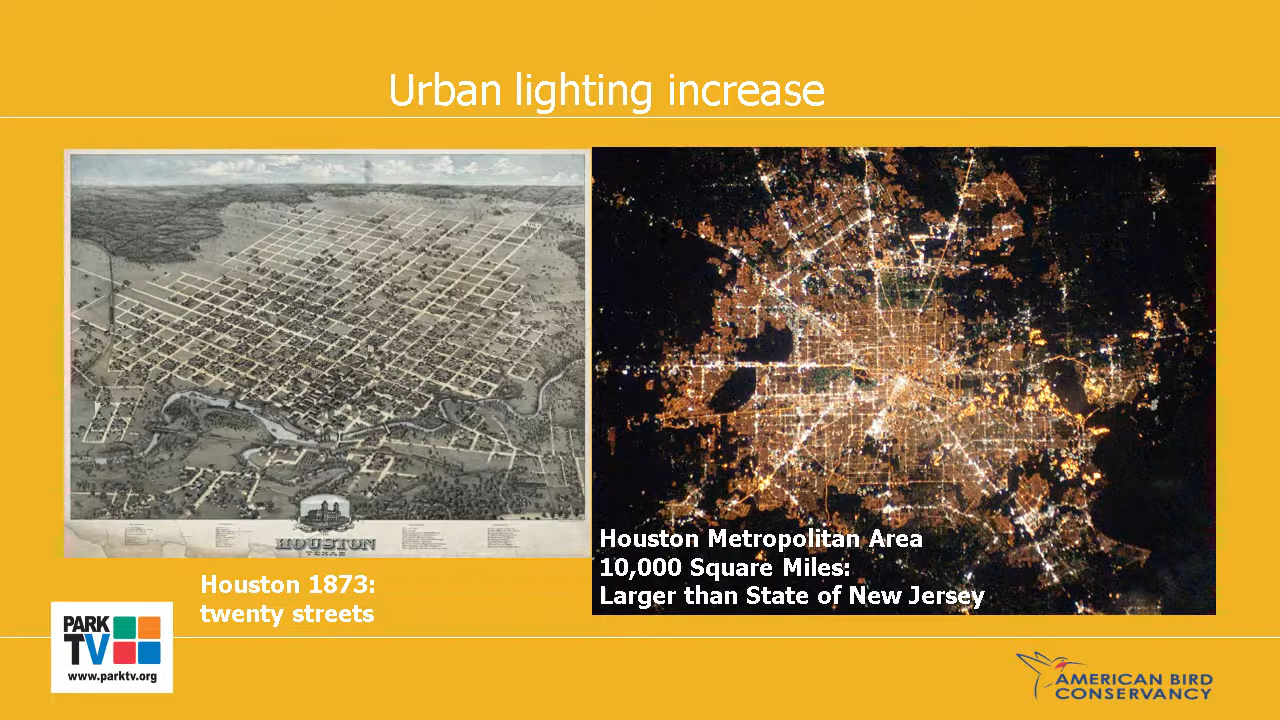 Urban lighting increase
HOUSTON
TEXAS
Houston 1873:
twenty streets
Houston Metropolitan Area
10,000 Square Miles:
Larger than State of New Jersey
PARK
TV
www.parktv.org
AMERICAN BIRD
CONSERVANCY